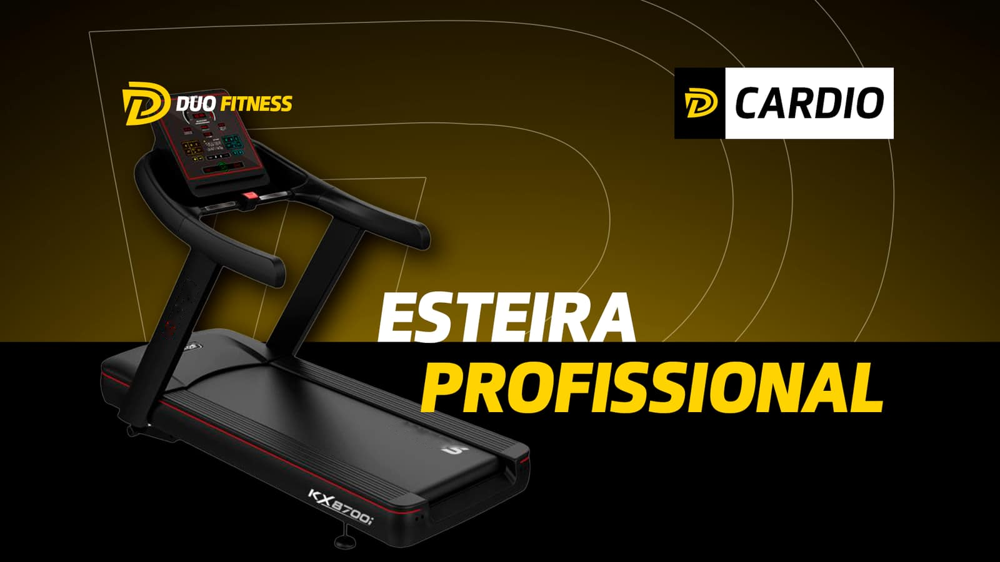 DUO FITNESS
CARDIO
ESTEIRA
PROFISSIONAL
KX8700i